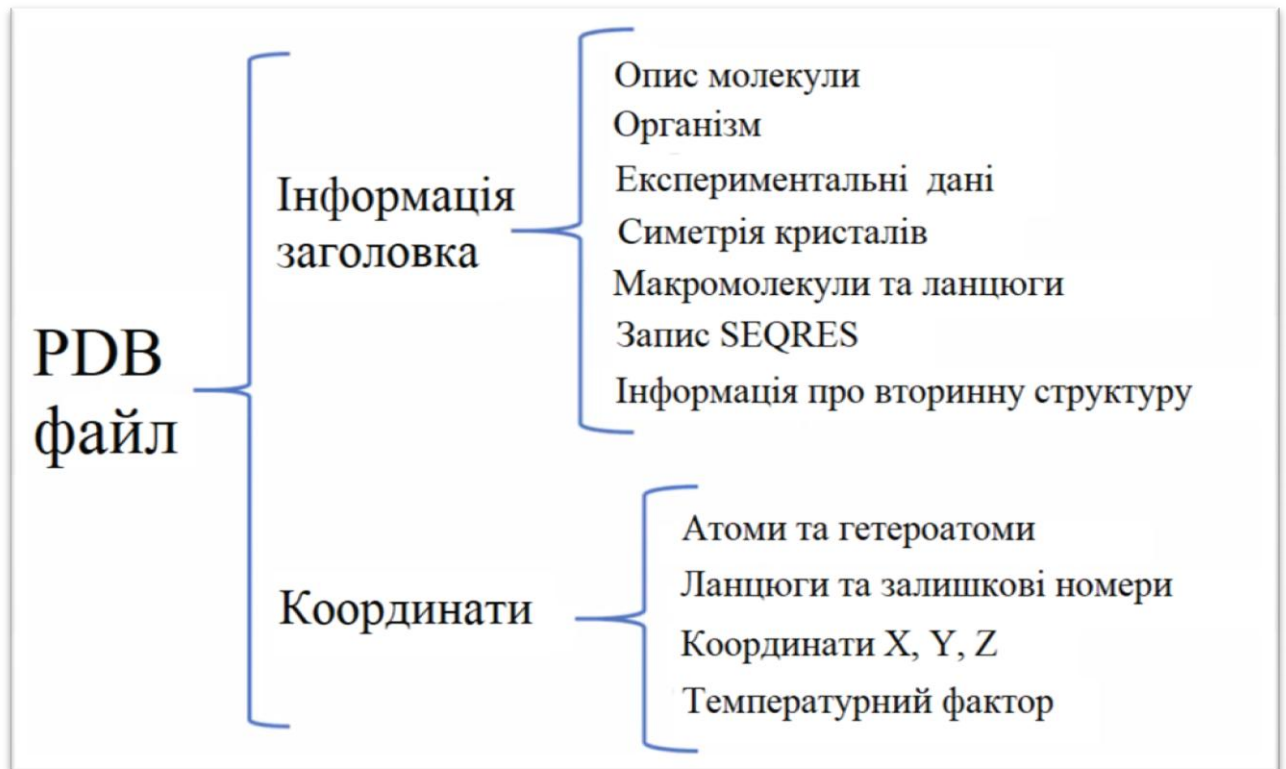 PDB
файл
Інформація
заголовка
Опис молекули
Організм
Експериментальні дані
Симетрія кристалів
Макромолекули та ланцюги
Запис SEQRES
Інформація про вторинну структуру
Координати
Атоми та гетероатоми
Ланцюги та залишкові номери
Координати X, Y, Z
Температурний фактор